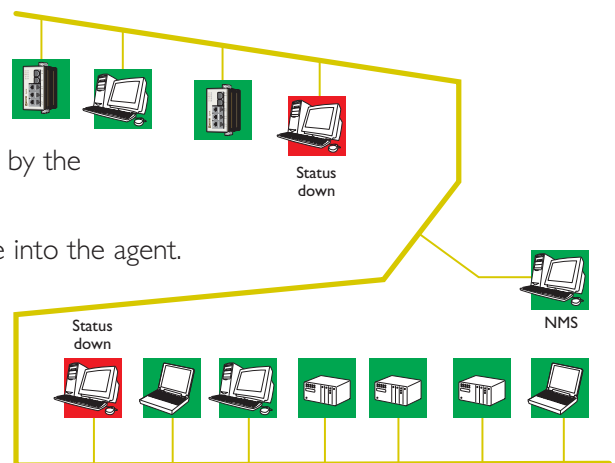 by the
Status
down
e into the agent.
NMS
Status
down